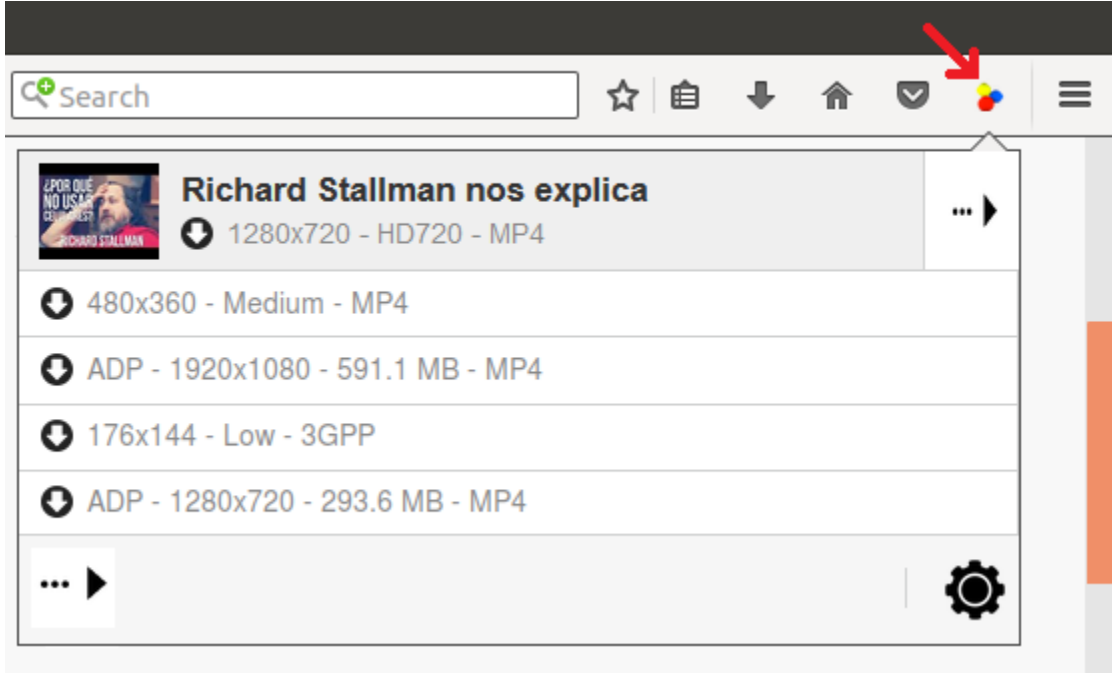 Search
¿POR QUÉ
NO USAR
RICHARD STALLMAN
Richard Stallman nos explica
1280x720 - HD720 - MP4
480x360 - Medium - MP4
ADP - 1920x1080 - 591.1 MB - MP4
176x144 - Low - 3GPP
ADP - 1280x720 - 293.6 MB - MP4